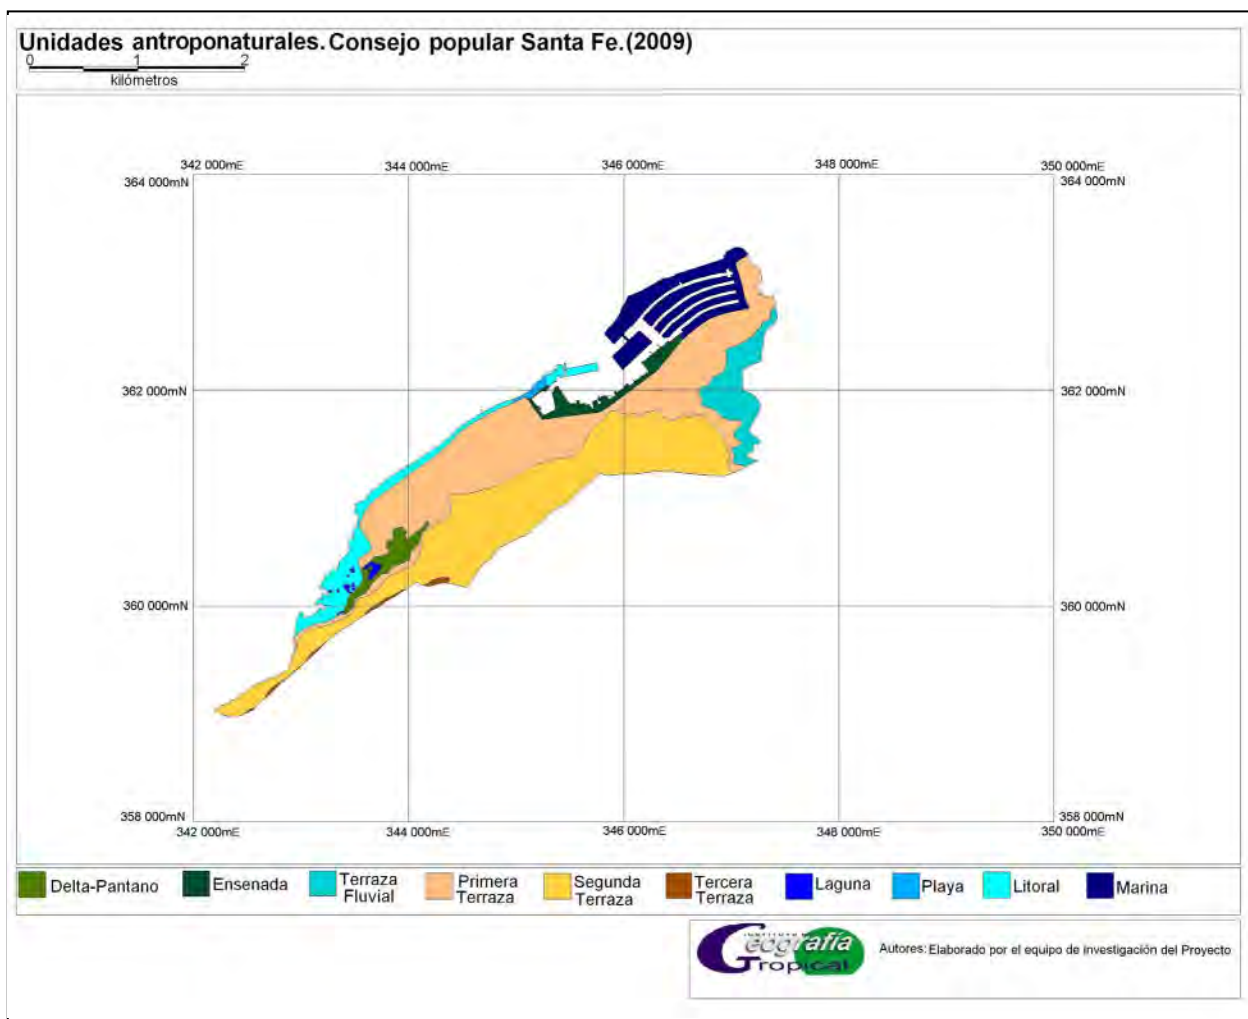 Unidades antroponaturales. Consejo popular Santa Fe. (2009)
0 1 2
kilómetros
342 000mE 344 000mE 346 000mE 348 000mE 350 000mE
364 000mN 364 000mN
362 000mN 362 000mN
360 000mN 360 000mN
358 000mN 358 000mN
342 000mE 344 000mE 346 000mE 348 000mE 350 000mE
Delta-Pantano
Ensenada
Terraza
Fluvial
Primera
Terraza
Segunda
Terraza
Tercera
Terraza
Laguna
Playa
Litoral
Marina
INSTITUTO DE
Geografía
Tropical
Autores: Elaborado por el equipo de investigación del Proyecto